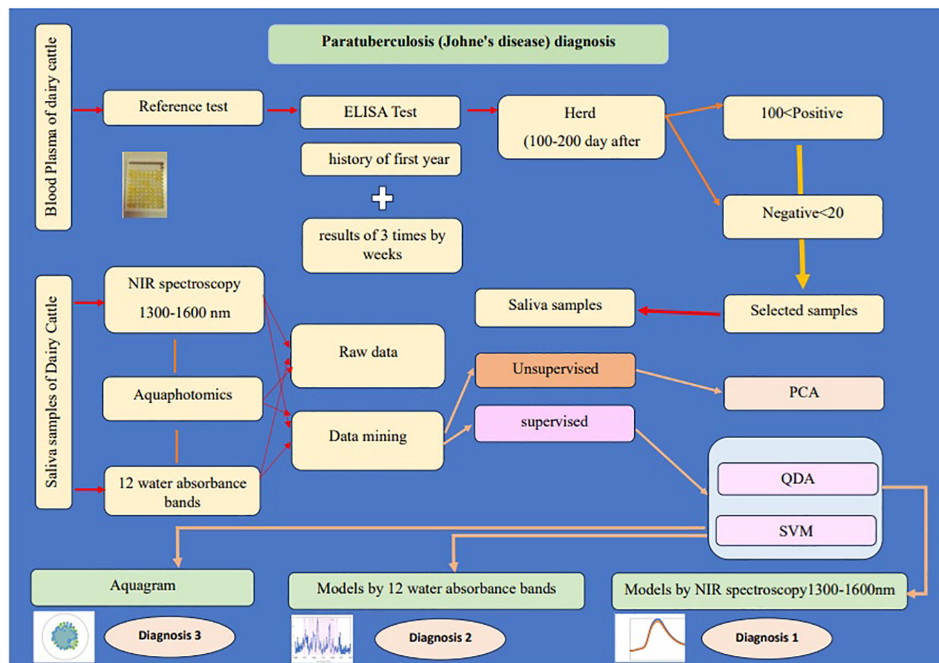 Paratuberculosis (Johne's disease) diagnosis
Blood Plasma of dairy cattle
Reference test
ELISA Test
history of first year
results of 3 times by
weeks
Herd
(100-200 day after
100<Positive
Negative<20
Selected samples
Saliva samples
Saliva samples of Dairy Cattle
NIR spectroscopy
1300-1600 nm
Aquaphotomics
12 water absorbance
bands
Raw data
Data mining
Unsupervised
supervised
PCA
QDA
SVM
Aquagram
Models by 12 water absorbance bands
Models by NIR spectroscopy1300-1600nm
Diagnosis 3
Diagnosis 2
Diagnosis 1